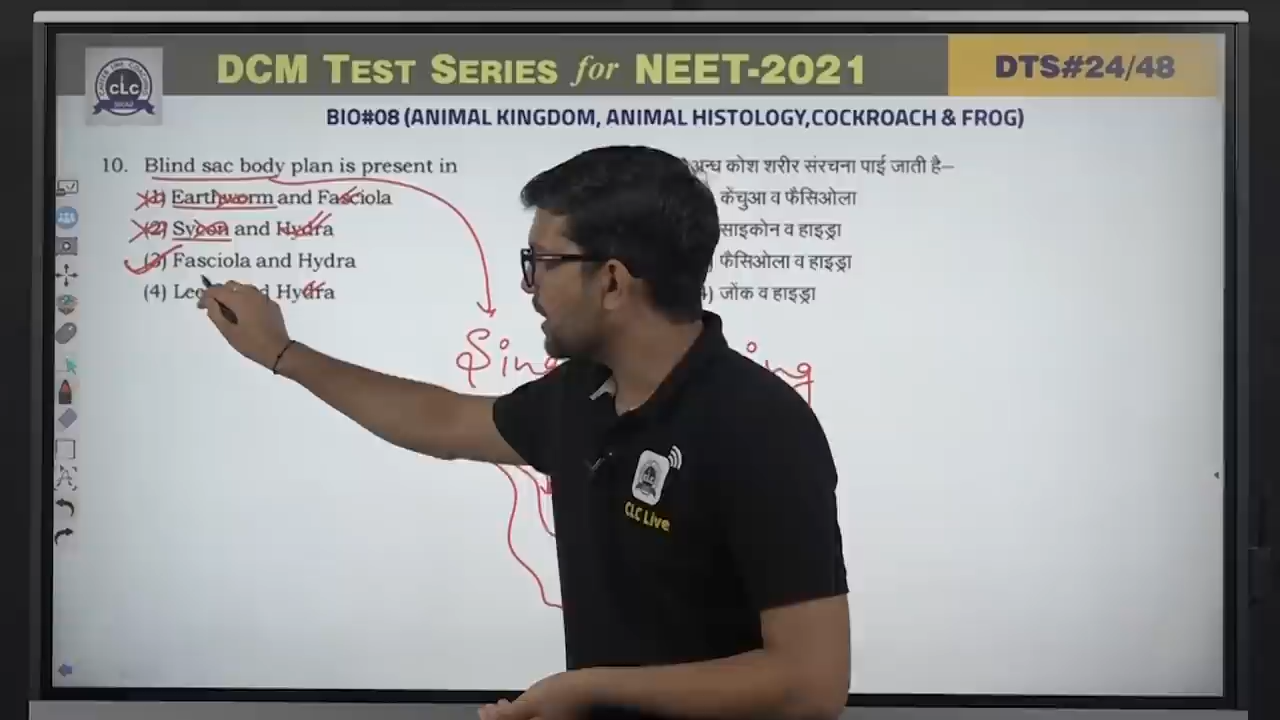 DCM TEST SERIES for NEET-2021
DTS#24/48
CLC
BIO#08 (ANIMAL KINGDOM, ANIMAL HISTOLOGY,COCKROACH & FROG)
10. Blind sac body plan is present in
(1) Earthworm and Fasciola
(2) Sycon and Hydra
(3) Fasciola and Hydra
(4) Hydra
अन्ध कोश शरीर संरचना पाई जाती है–
केंचुआ व फैसिओला
साइकोन व हाइड्रा
फैसिओला व हाइड्रा
जोंक व हाइड्रा
CLC Live